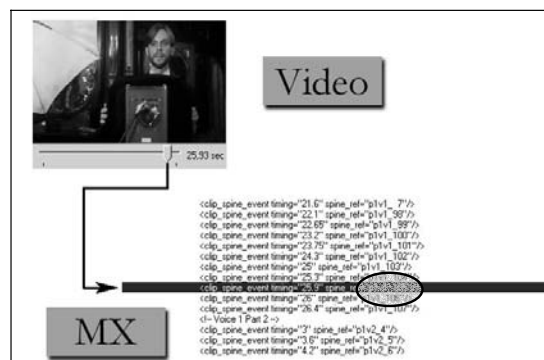 Video
25,93 sec
<clip_spine_event timing="21.6" spine_ref="p1v1_ 7"/>
<clip_spine_event timing="22.1" spine_ref="p1v1_98"/>
<clip_spine_event timing="22.65" spine_ref="p1v1_99"/>
<clip_spine_event timing="23.2" spine_ref="p1v1_100"/>
<clip_spine_event timing="23.75" spine_ref="p1v1_101"/>
<clip_spine_event timing="24.3" spine_ref="p1v1_102"/>
<clip_spine_event timing="25" spine_ref="p1v1_103"/>
<clip_spine_event timing="25.3"
<clip_spine_event timing="25.9"
<clip_spine_event timing="26"
<clip_spine_event timing="26.4" spine_ref="p1v1_107"/>
<!-- Voice 1 Part 2 -->
<clip_spine_event timing="3" spine_ref="p1v2_4"/>
<clip_spine_event timing="3.6" spine_ref="p1v2_5"/>
<clip_spine_event timing="4.2" spine_ref="p1v2_6"/>
MX